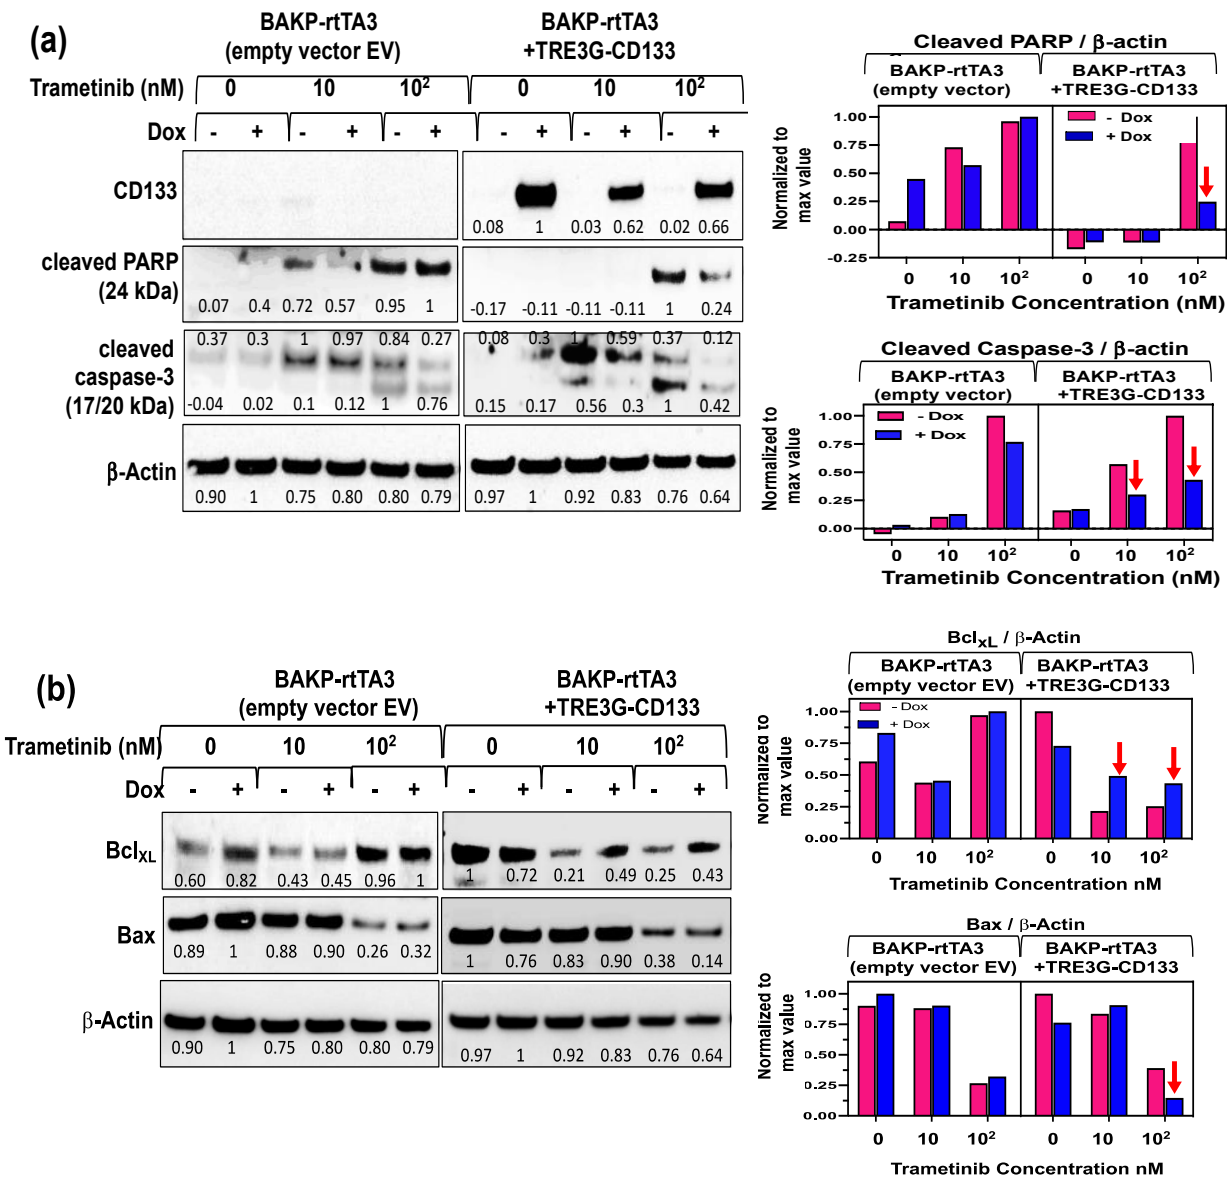 (a)
BAKP-rtTA3
(empty vector EV)
BAKP-rtTA3
+TRE3G-CD133
Trametinib (nM) 0 10 10² 0 10 10²
Dox - + - + - + - + - + - +
CD133
0.08 1 0.03 0.62 0.02 0.66
cleaved PARP
(24 kDa)
0.07 0.4 0.72 0.57 0.95 1 -0.17 -0.11 -0.11 -0.11 1 0.24
cleaved
caspase-3
(17/20 kDa)
0.37 0.3 1 0.97 0.84 0.27 0.08 0.3 1 0.59 0.37 0.12
-0.04 0.02 0.1 0.12 1 0.76 0.15 0.17 0.56 0.3 1 0.42
β-Actin
0.90 1 0.75 0.80 0.80 0.79 0.97 1 0.92 0.83 0.76 0.64
Cleaved PARP / β-actin
BAKP-rtTA3
(empty vector)
BAKP-rtTA3
+TRE3G-CD133
Normalized to
max value
1.00
0.75
0.50
0.25
0.00
-0.25
- Dox
+ Dox
0 10 10² 0 10 10²
Trametinib Concentration (nM)
Cleaved Caspase-3 / β-actin
BAKP-rtTA3
(empty vector)
BAKP-rtTA3
+TRE3G-CD133
Normalized to
max value
1.00
0.75
0.50
0.25
0.00
- Dox
+ Dox
0 10 10² 0 10 10²
Trametinib Concentration (nM)
(b)
BAKP-rtTA3
(empty vector EV)
BAKP-rtTA3
+TRE3G-CD133
Trametinib (nM) 0 10 10² 0 10 10²
Dox - + - + - + - + - + - +
BclXL
0.60 0.82 0.43 0.45 0.96 1 1 0.72 0.21 0.49 0.25 0.43
Bax
0.89 1 0.88 0.90 0.26 0.32 1 0.76 0.83 0.90 0.38 0.14
β-Actin
0.90 1 0.75 0.80 0.80 0.79 0.97 1 0.92 0.83 0.76 0.64
BclXL / β-Actin
BAKP-rtTA3
(empty vector EV)
BAKP-rtTA3
+TRE3G-CD133
Normalized to
max value
1.00
0.75
0.50
0.25
0.00
- Dox
+ Dox
0 10 10² 0 10 10²
Trametinib Concentration nM
Bax / β-Actin
BAKP-rtTA3
(empty vector EV)
BAKP-rtTA3
+TRE3G-CD133
Normalized to
max value
1.00
0.75
0.50
0.25
0.00
0 10 10² 0 10 10²
Trametinib Concentration nM